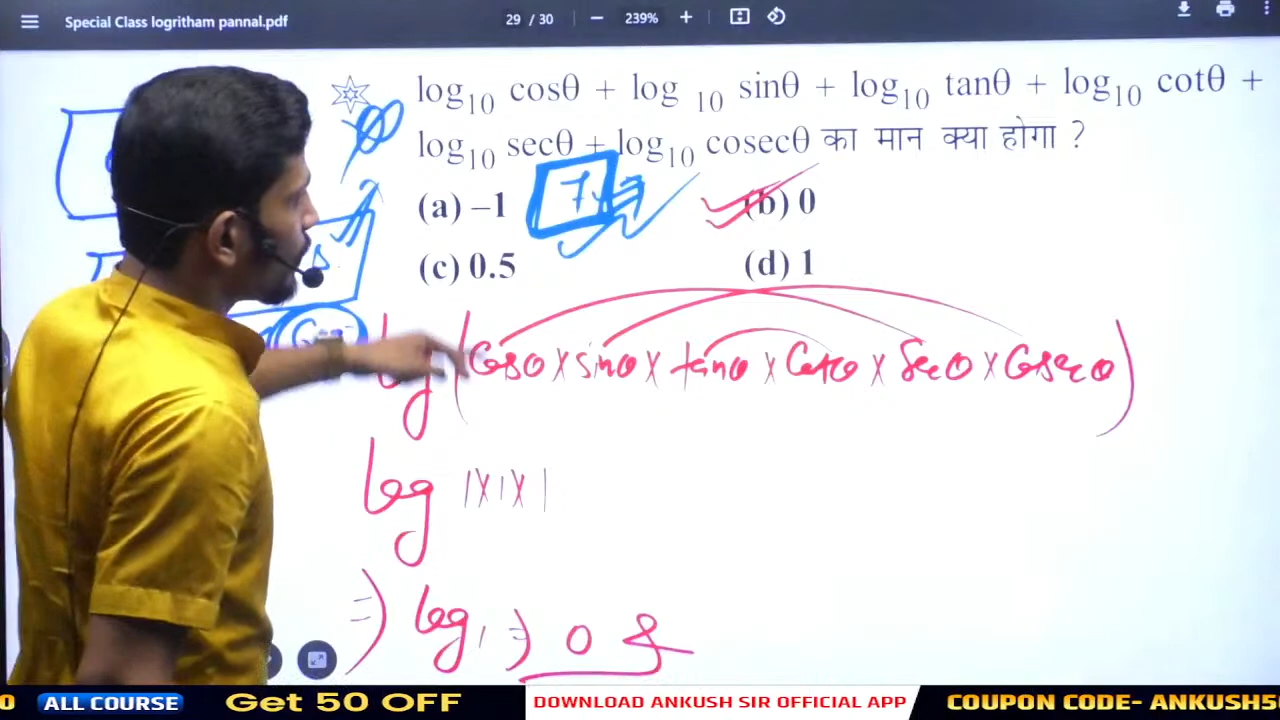 Special Class logritham pannal.pdf
29 / 30
239%
log₁₀ cosθ + log ₁₀ sinθ + log₁₀ tanθ + log₁₀ cotθ +
log₁₀ secθ + log₁₀ cosecθ का मान क्या होगा ?
(a) –1
7
(b) 0
(c) 0.5
(d) 1
log (Cosθ × sinθ × tanθ × Cotθ × Secθ × Cosecθ)
log 1×1×1
⇒) log 1 ⇒) 0
ALL COURSE
Get 50 OFF
DOWNLOAD ANKUSH SIR OFFICIAL APP
COUPON CODE- ANKUSH5